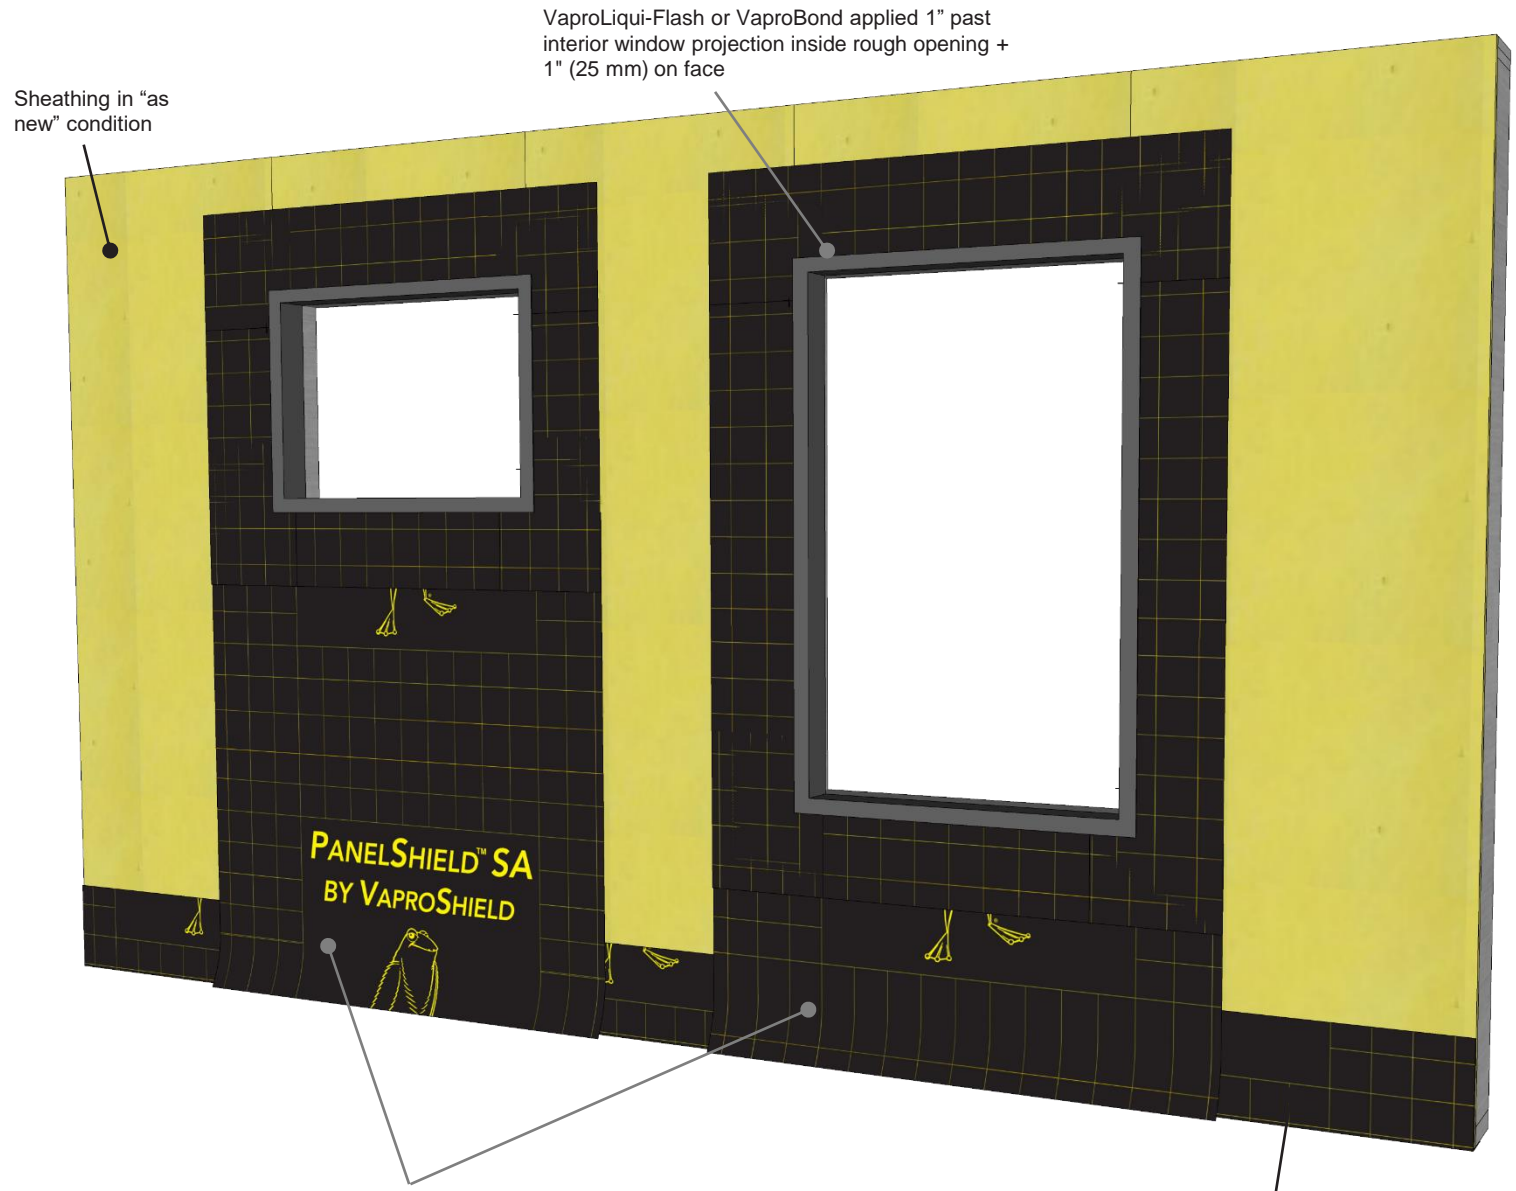 VaproLiqui-Flash or VaproBond applied 1” past
interior window projection inside rough opening +
1" (25 mm) on face
Sheathing in “as
new” condition
PANELSHIELD™ SA
BY VAPROSHIELD